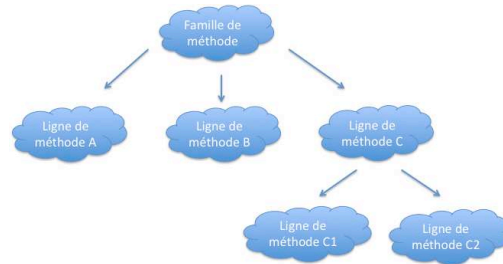 Famille de
méthode
Ligne de
méthode A
Ligne de
méthode B
Ligne de
méthode C
Ligne de
méthode C1
Ligne de
méthode C2